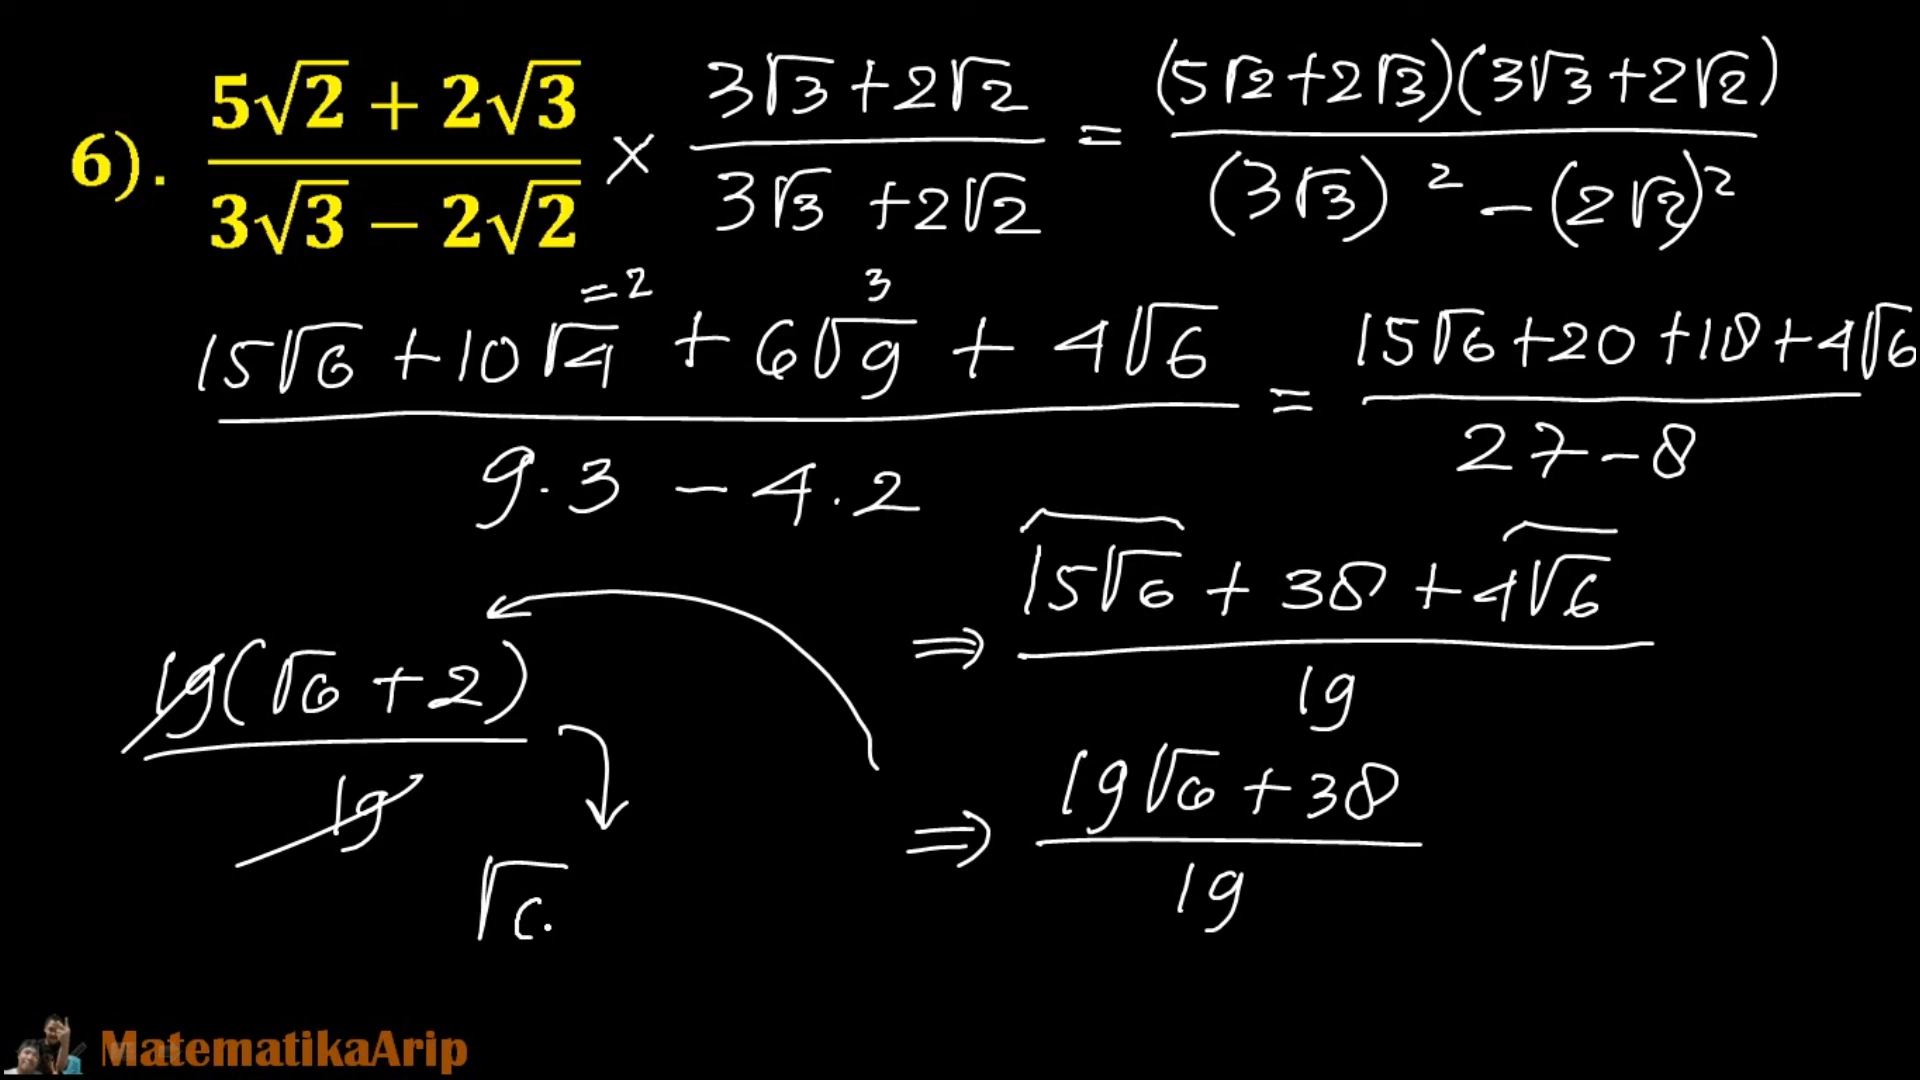 6). (5√2 + 2√3)/(3√3 − 2√2) × (3√3 + 2√2)/(3√3 + 2√2) = (5√2 + 2√3)(3√3 + 2√2)/((3√3)² − (2√2)²)
=2 3
(15√6 + 10√4 + 6√9 + 4√6)/(9.3 − 4.2) = (15√6 + 20 + 18 + 4√6)/(27 − 8)
⇒ (15√6 + 38 + 4√6)/19
⇒ (19√6 + 38)/19
19(√6 + 2)/19
√
MatematikaArip